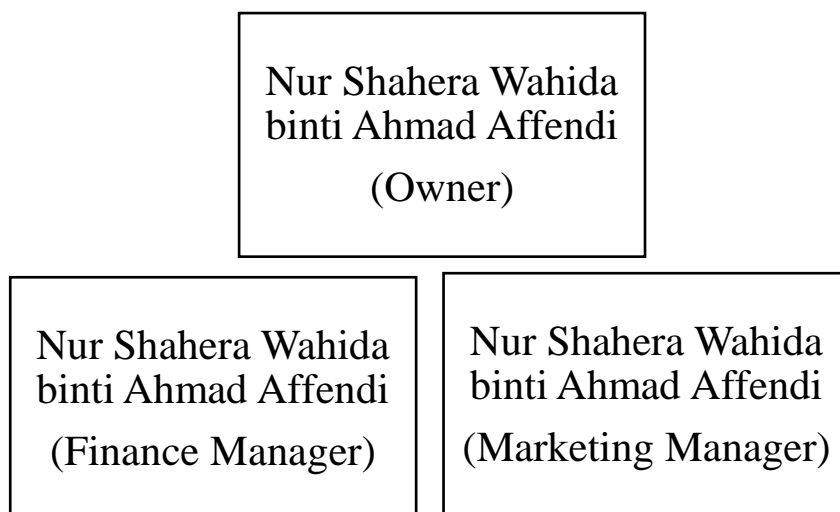 Nur Shahera Wahida
binti Ahmad Affendi
(Owner)
Nur Shahera Wahida
binti Ahmad Affendi
(Finance Manager)
Nur Shahera Wahida
binti Ahmad Affendi
(Marketing Manager)